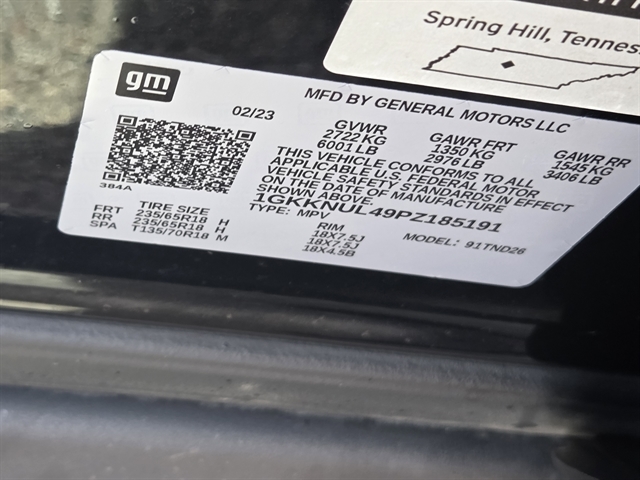 Spring Hill, Tennes
gm
MFD BY GENERAL MOTORS LLC
02/23
GVWR GAWR FRT GAWR RR
2722 KG 1350 KG 1545 KG
6001 LB 2976 LB 3406 LB
THIS VEHICLE CONFORMS TO ALL
APPLICABLE U.S. FEDERAL MOTOR
VEHICLE SAFETY STANDARDS IN EFFECT
ON THE DATE OF MANUFACTURE
SHOWN ABOVE.
384A
1GKKNUL49PZ185191
TYPE: MPV
MODEL: 91TND26
TIRE SIZE RIM
FRT 235/65R18 H 18X7.5J
RR 235/65R18 H 18X7.5J
SPA T135/70R18 M 18X4.5B